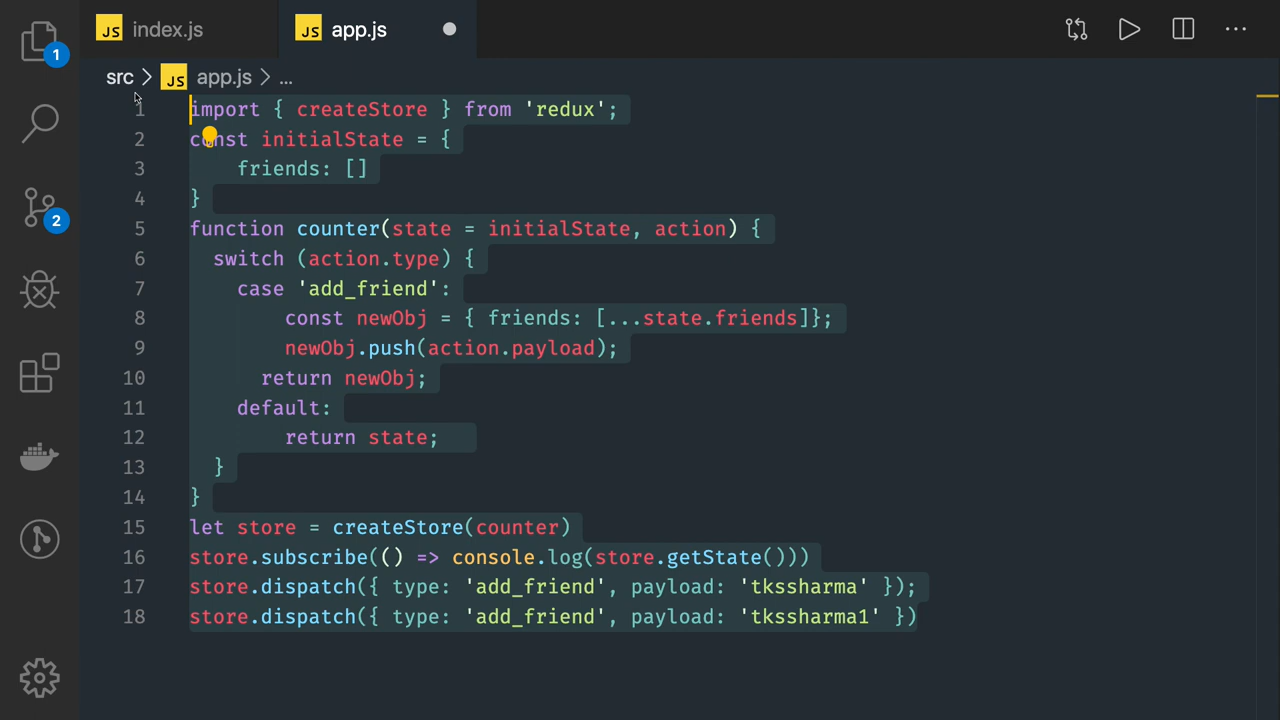 1
2
JS index.js
JS app.js
src > JS app.js > ...
1 import { createStore } from 'redux';
2 const initialState = {
3     friends: []
4 }
5 function counter(state = initialState, action) {
6   switch (action.type) {
7     case 'add_friend':
8         const newObj = { friends: [...state.friends]};
9         newObj.push(action.payload);
10       return newObj;
11     default:
12         return state;
13   }
14 }
15 let store = createStore(counter)
16 store.subscribe(() => console.log(store.getState()))
17 store.dispatch({ type: 'add_friend', payload: 'tkssharma' });
18 store.dispatch({ type: 'add_friend', payload: 'tkssharma1' })